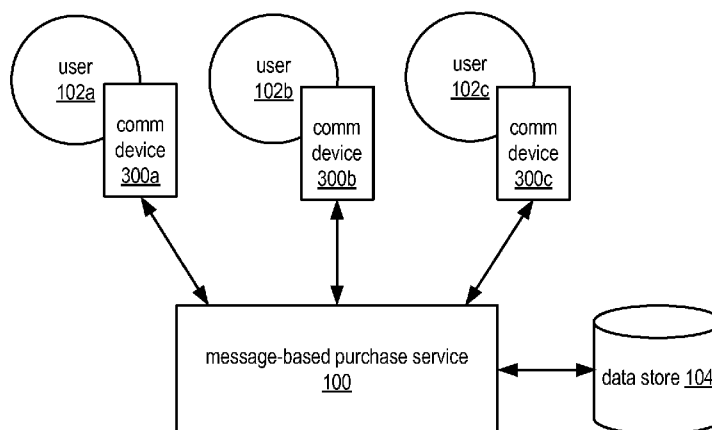 user
102a
comm
device
300a
user
102b
comm
device
300b
user
102c
comm
device
300c
message-based purchase service
100
data store 104